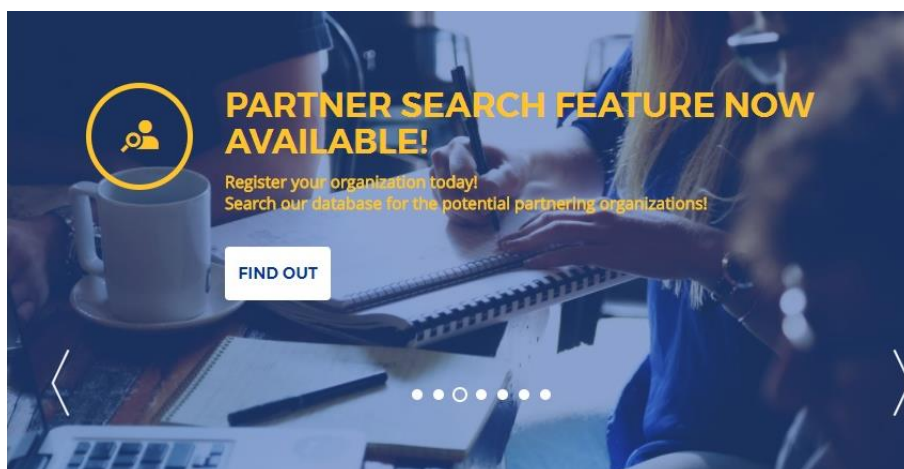 PARTNER SEARCH FEATURE NOW
AVAILABLE!
Register your organization today!
Search our database for the potential partnering organizations!
FIND OUT